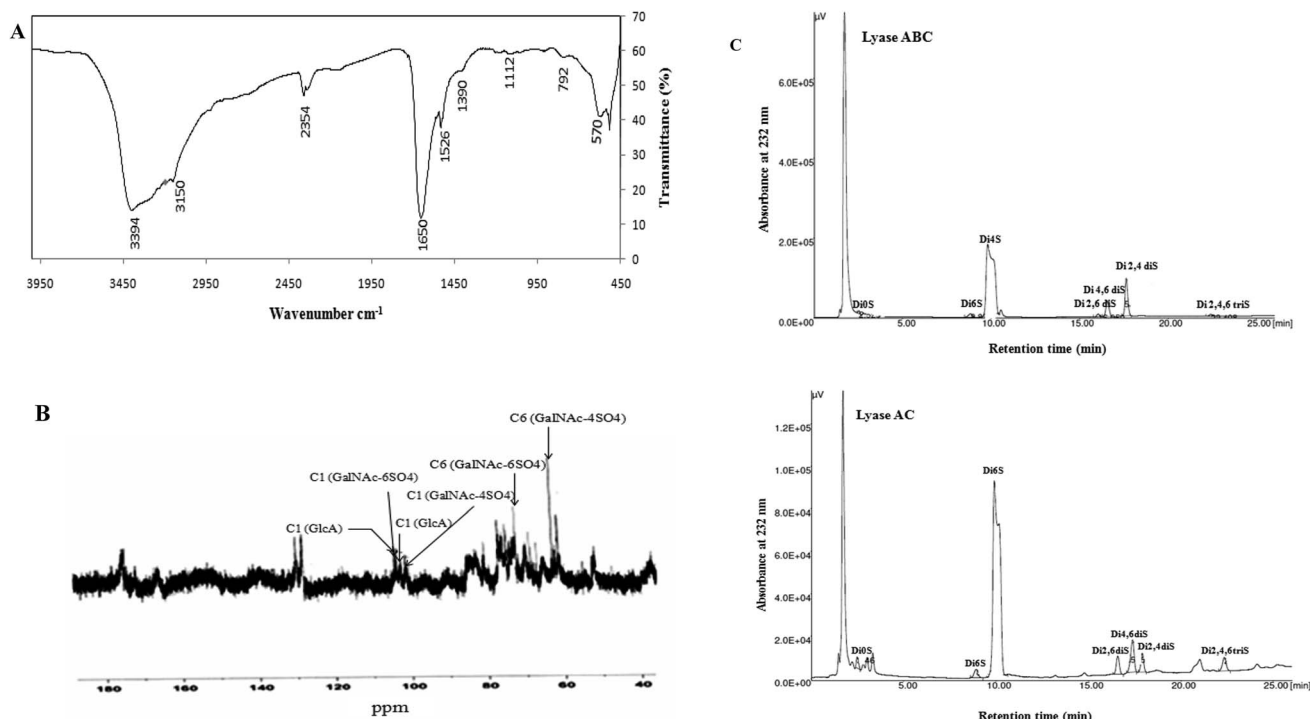 A
70
60
50
40
30
20
10
0
Transmittance (%)
3394
3150
2354
1650
1526
1390
1112
792
570
3950 3450 2950 2450 1950 1450 950 450
Wavenumber cm-1
B
C6 (GalNAc-4SO4)
C6 (GalNAc-6SO4)
C1 (GalNAc-6SO4)
C1 (GalNAc-4SO4)
C1 (GlcA)
C1 (GlcA)
180 160 140 120 100 80 60 40
ppm
C
μV
Lyase ABC
Absorbance at 232 nm
6.0E+05
4.0E+05
2.0E+05
0.0E+00
Di0S
Di6S
Di4S
Di 2,6 diS
Di 4,6 diS
Di 2,4 diS
Di 2,4,6 triS
5.00 10.00 15.00 20.00 25.00 [min]
Retention time (min)
μV
Lyase AC
Absorbance at 232 nm
1.2E+05
1.0E+05
8.0E+04
6.0E+04
4.0E+04
2.0E+04
0.0E+00
Di0S
Di6S
Di6S
Di2,6diS
Di4,6diS
Di2,4diS
Di2,4,6triS
5.00 10.00 15.00 20.00 25.00 [min]
Retention time (min)